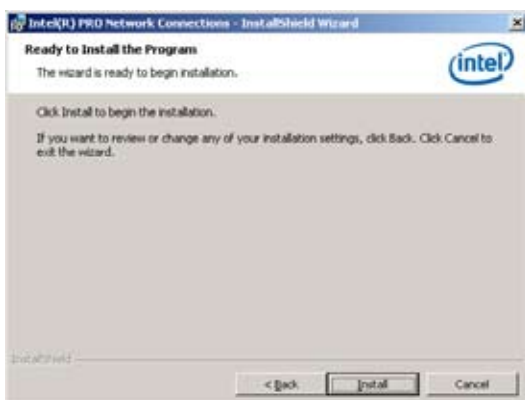 Intel(R) PRO Network Connections - InstallShield Wizard
Ready to Install the Program
The wizard is ready to begin installation.
intel
Click Install to begin the installation.
If you want to review or change any of your installation settings, click Back. Click Cancel to
exit the wizard.
InstallShield
< Back
Install
Cancel